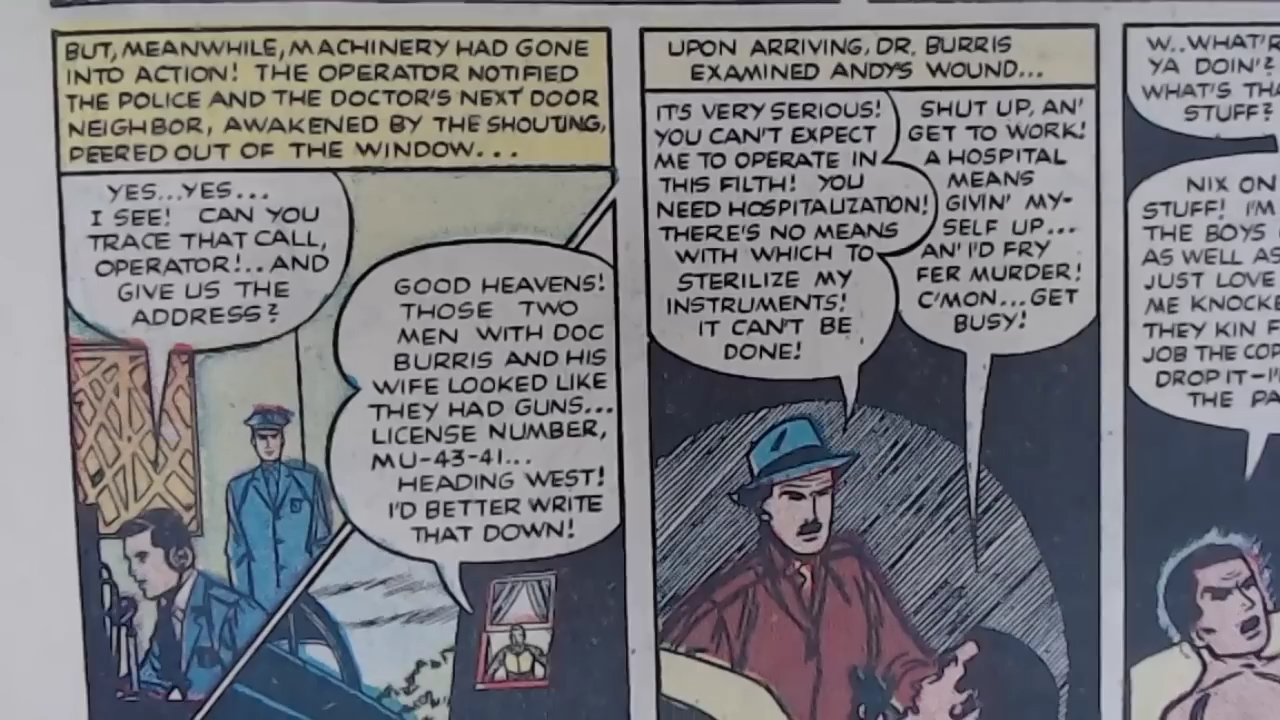 BUT, MEANWHILE, MACHINERY HAD GONE
INTO ACTION! THE OPERATOR NOTIFIED
THE POLICE AND THE DOCTOR'S NEXT DOOR
NEIGHBOR, AWAKENED BY THE SHOUTING,
PEERED OUT OF THE WINDOW...
YES...YES...
I SEE! CAN YOU
TRACE THAT CALL,
OPERATOR!..AND
GIVE US THE
ADDRESS?
GOOD HEAVENS!
THOSE TWO
MEN WITH DOC
BURRIS AND HIS
WIFE LOOKED LIKE
THEY HAD GUNS...
LICENSE NUMBER,
MU-43-41...
HEADING WEST!
I'D BETTER WRITE
THAT DOWN!
UPON ARRIVING, DR. BURRIS
EXAMINED ANDY'S WOUND...
IT'S VERY SERIOUS!
YOU CAN'T EXPECT
ME TO OPERATE IN
THIS FILTH! YOU
NEED HOSPITALIZATION!
THERE'S NO MEANS
WITH WHICH TO
STERILIZE MY
INSTRUMENTS!
IT CAN'T BE
DONE!
SHUT UP, AN'
GET TO WORK!
A HOSPITAL
MEANS
GIVIN' MY-
SELF UP...
AN' I'D FRY
FER MURDER!
C'MON...GET
BUSY!
YA DOIN'?
WHAT'S
STUFF?
NIX ON
STUFF! I'M
THE BOYS
AS WELL AS
JUST LOVE
ME
THEY KIN
JOB THE
DROP IT-
THE